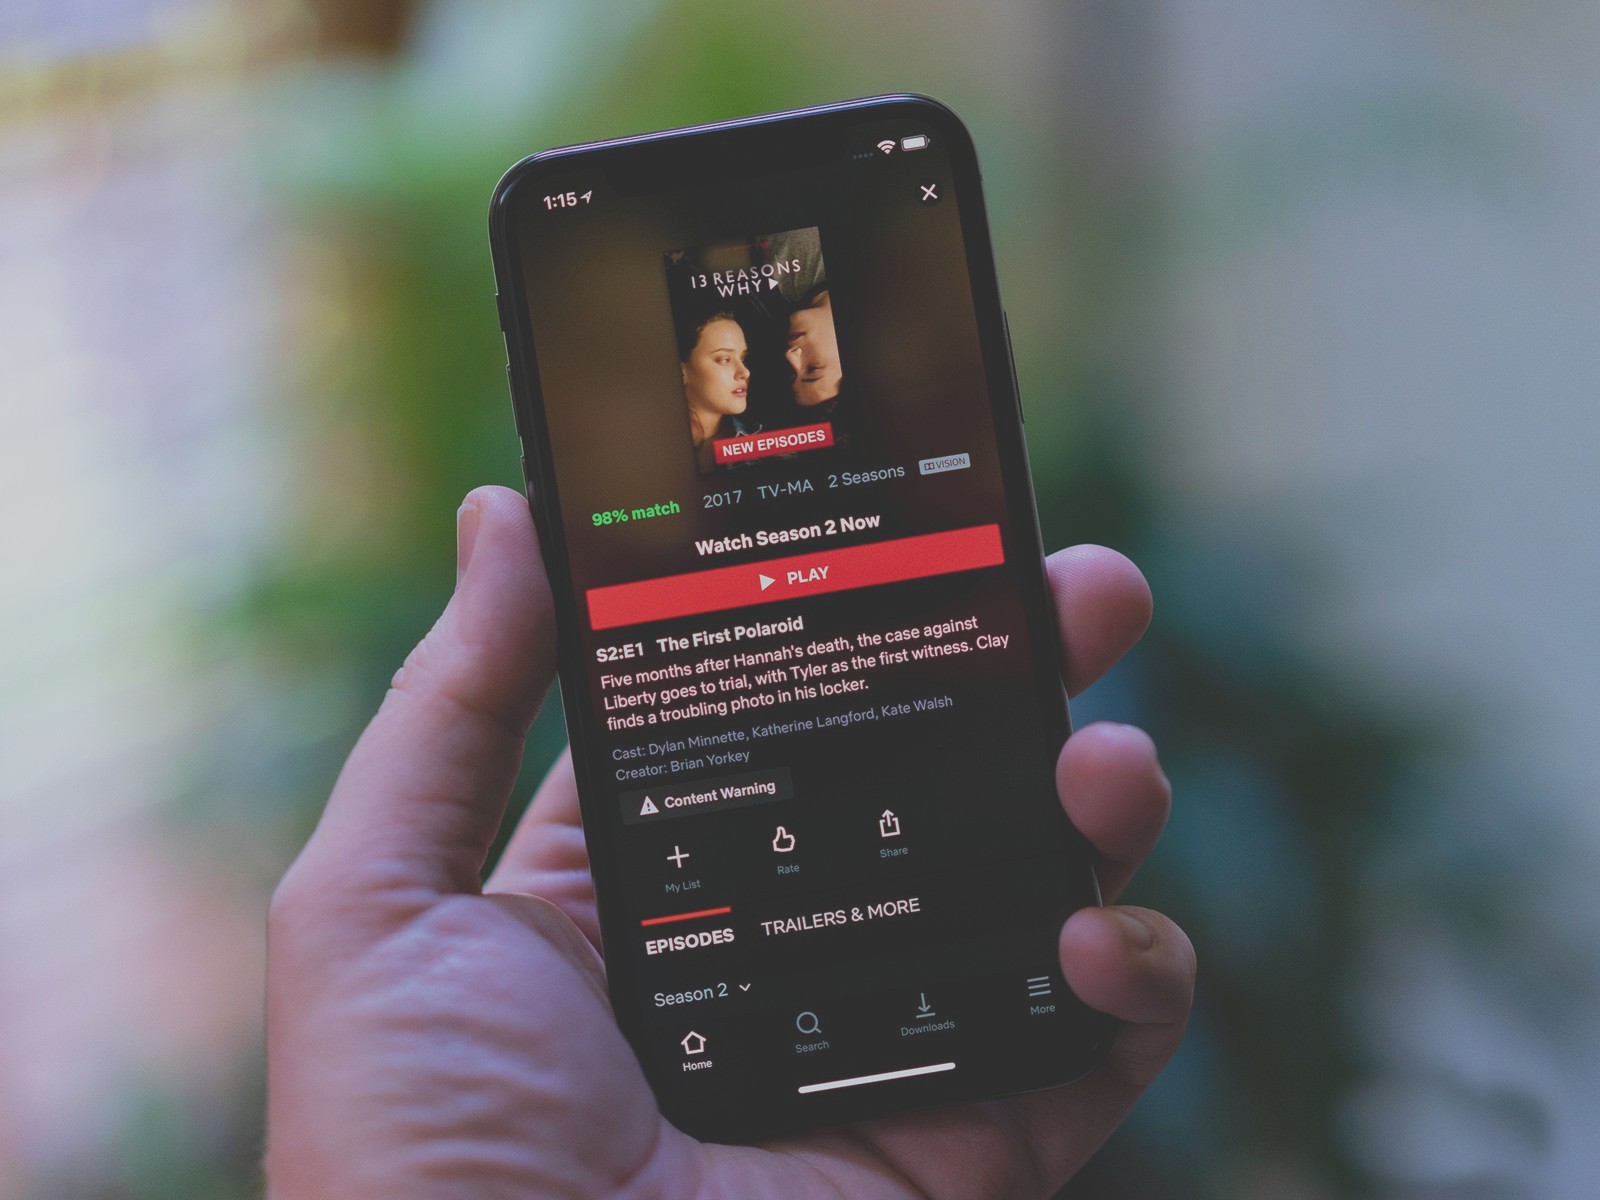 1:15
13 REASONS
WHY
NEW EPISODES
98% match 2017 TV-MA 2 Seasons VISION
Watch Season 2 Now
PLAY
S2:E1 The First Polaroid
Five months after Hannah's death, the case against
Liberty goes to trial, with Tyler as the first witness. Clay
finds a troubling photo in his locker.
Cast: Dylan Minnette, Katherine Langford, Kate Walsh
Creator: Brian Yorkey
Content Warning
My List Rate Share
EPISODES TRAILERS & MORE
Season 2
Home Search Downloads More